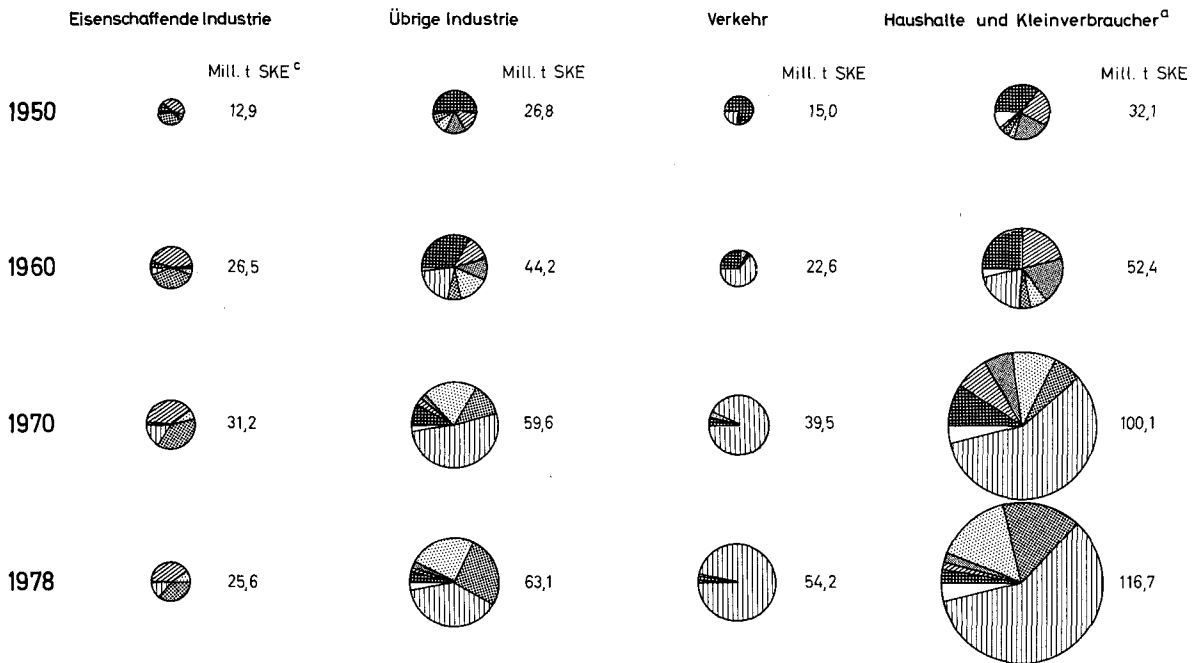 Eisenschaffende Industrie Übrige Industrie Verkehr Haushalte und Kleinverbraucher a
Mill. t SKE c Mill. t SKE Mill. t SKE Mill. t SKE
1950 12,9 26,8 15,0 32,1
1960 26,5 44,2 22,6 52,4
1970 31,2 59,6 39,5 100,1
1978 25,6 63,1 54,2 116,7